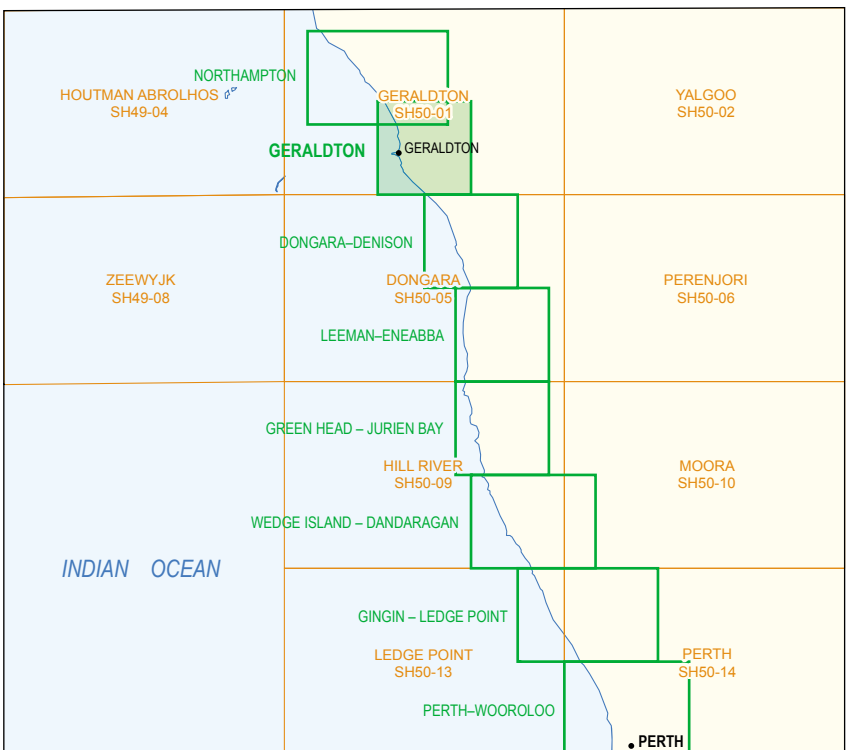 NORTHAMPTON
HOUTMAN ABROLHOS
SH49-04
GERALDTON
SH50-01
YALGOO
SH50-02
GERALDTON
GERALDTON
DONGARA–DENISON
ZEEWYJK
SH49-08
DONGARA
SH50-05
PERENJORI
SH50-06
LEEMAN–ENEABBA
GREEN HEAD – JURIEN BAY
HILL RIVER
SH50-09
MOORA
SH50-10
WEDGE ISLAND – DANDARAGAN
INDIAN OCEAN
GINGIN – LEDGE POINT
LEDGE POINT
SH50-13
PERTH
SH50-14
PERTH–WOOROLOO
PERTH